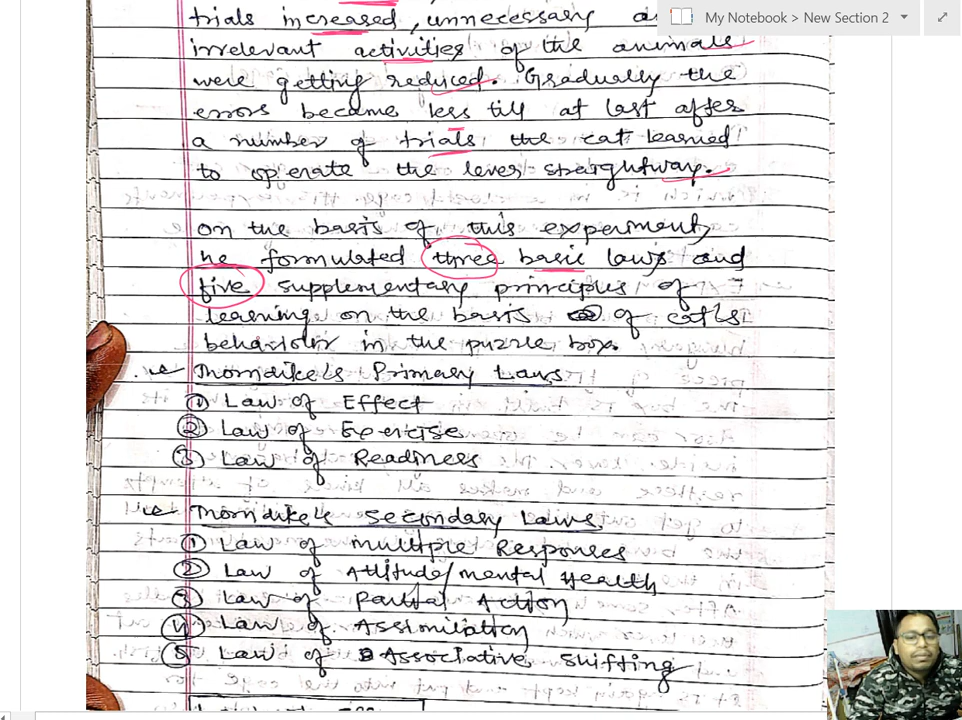 My Notebook > New Section 2
trials increased, unnecessary
irrelevant activities of the animals
were getting reduced. Gradually the
errors became less till at last after
a number of trials the cat learned
to operate the lever straightway.
on the basis of this experiment,
he formulated three basic laws and
five supplementary principles of
learning on the basis of cat's
behaviour in the puzzle box.
Thorndike's Primary Laws
① Law of Effect
② Law of Exercise
③ Law of Readiness
Thorndike's Secondary Laws
① Law of multiple Responses
② Law of Attitude/mental Health
③ Law of Partial Action
④ Law of Assimilation
⑤ Law of Associative Shifting